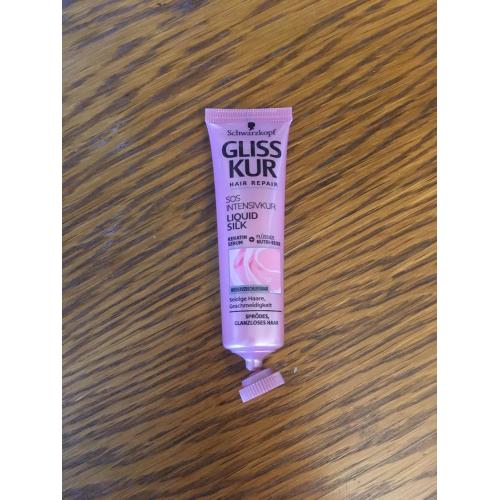 Schwarzkopf
GLISS
KUR
HAIR REPAIR
SOS
INTENSIVKUR
LIQUID
SILK
KERATIN + FLÜSSIGE
SERUM NUTRI-SEIDE
Seidige Haare,
Geschmeidigkeit
SPRÖDES,
GLANZLOSES HAAR